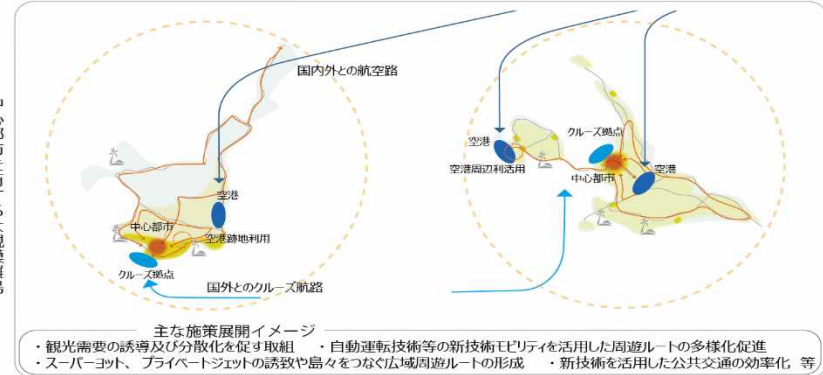 国内外との航空路
空港
中心都市
空港跡地利用
クルーズ拠点
国外とのクルーズ航路
空港
空港周辺利活用
クルーズ拠点
中心都市
空港
主な施策展開イメージ
・観光需要の誘導及び分散化を促す取組 ・自動運転技術等の新技術モビリティを活用した周遊ルートの多様化促進
・スーパーヨット、プライベートジェットの誘致や島々をつなぐ広域周遊ルートの形成 ・新技術を活用した公共交通の効率化 等